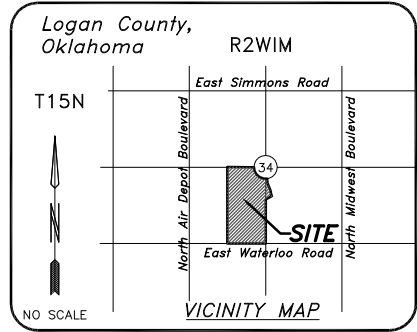 Logan County,
Oklahoma
R2WIM
T15N
East Simmons Road
North Air Depot Boulevard
North Midwest Boulevard
34
N
SITE
East Waterloo Road
NO SCALE
VICINITY MAP